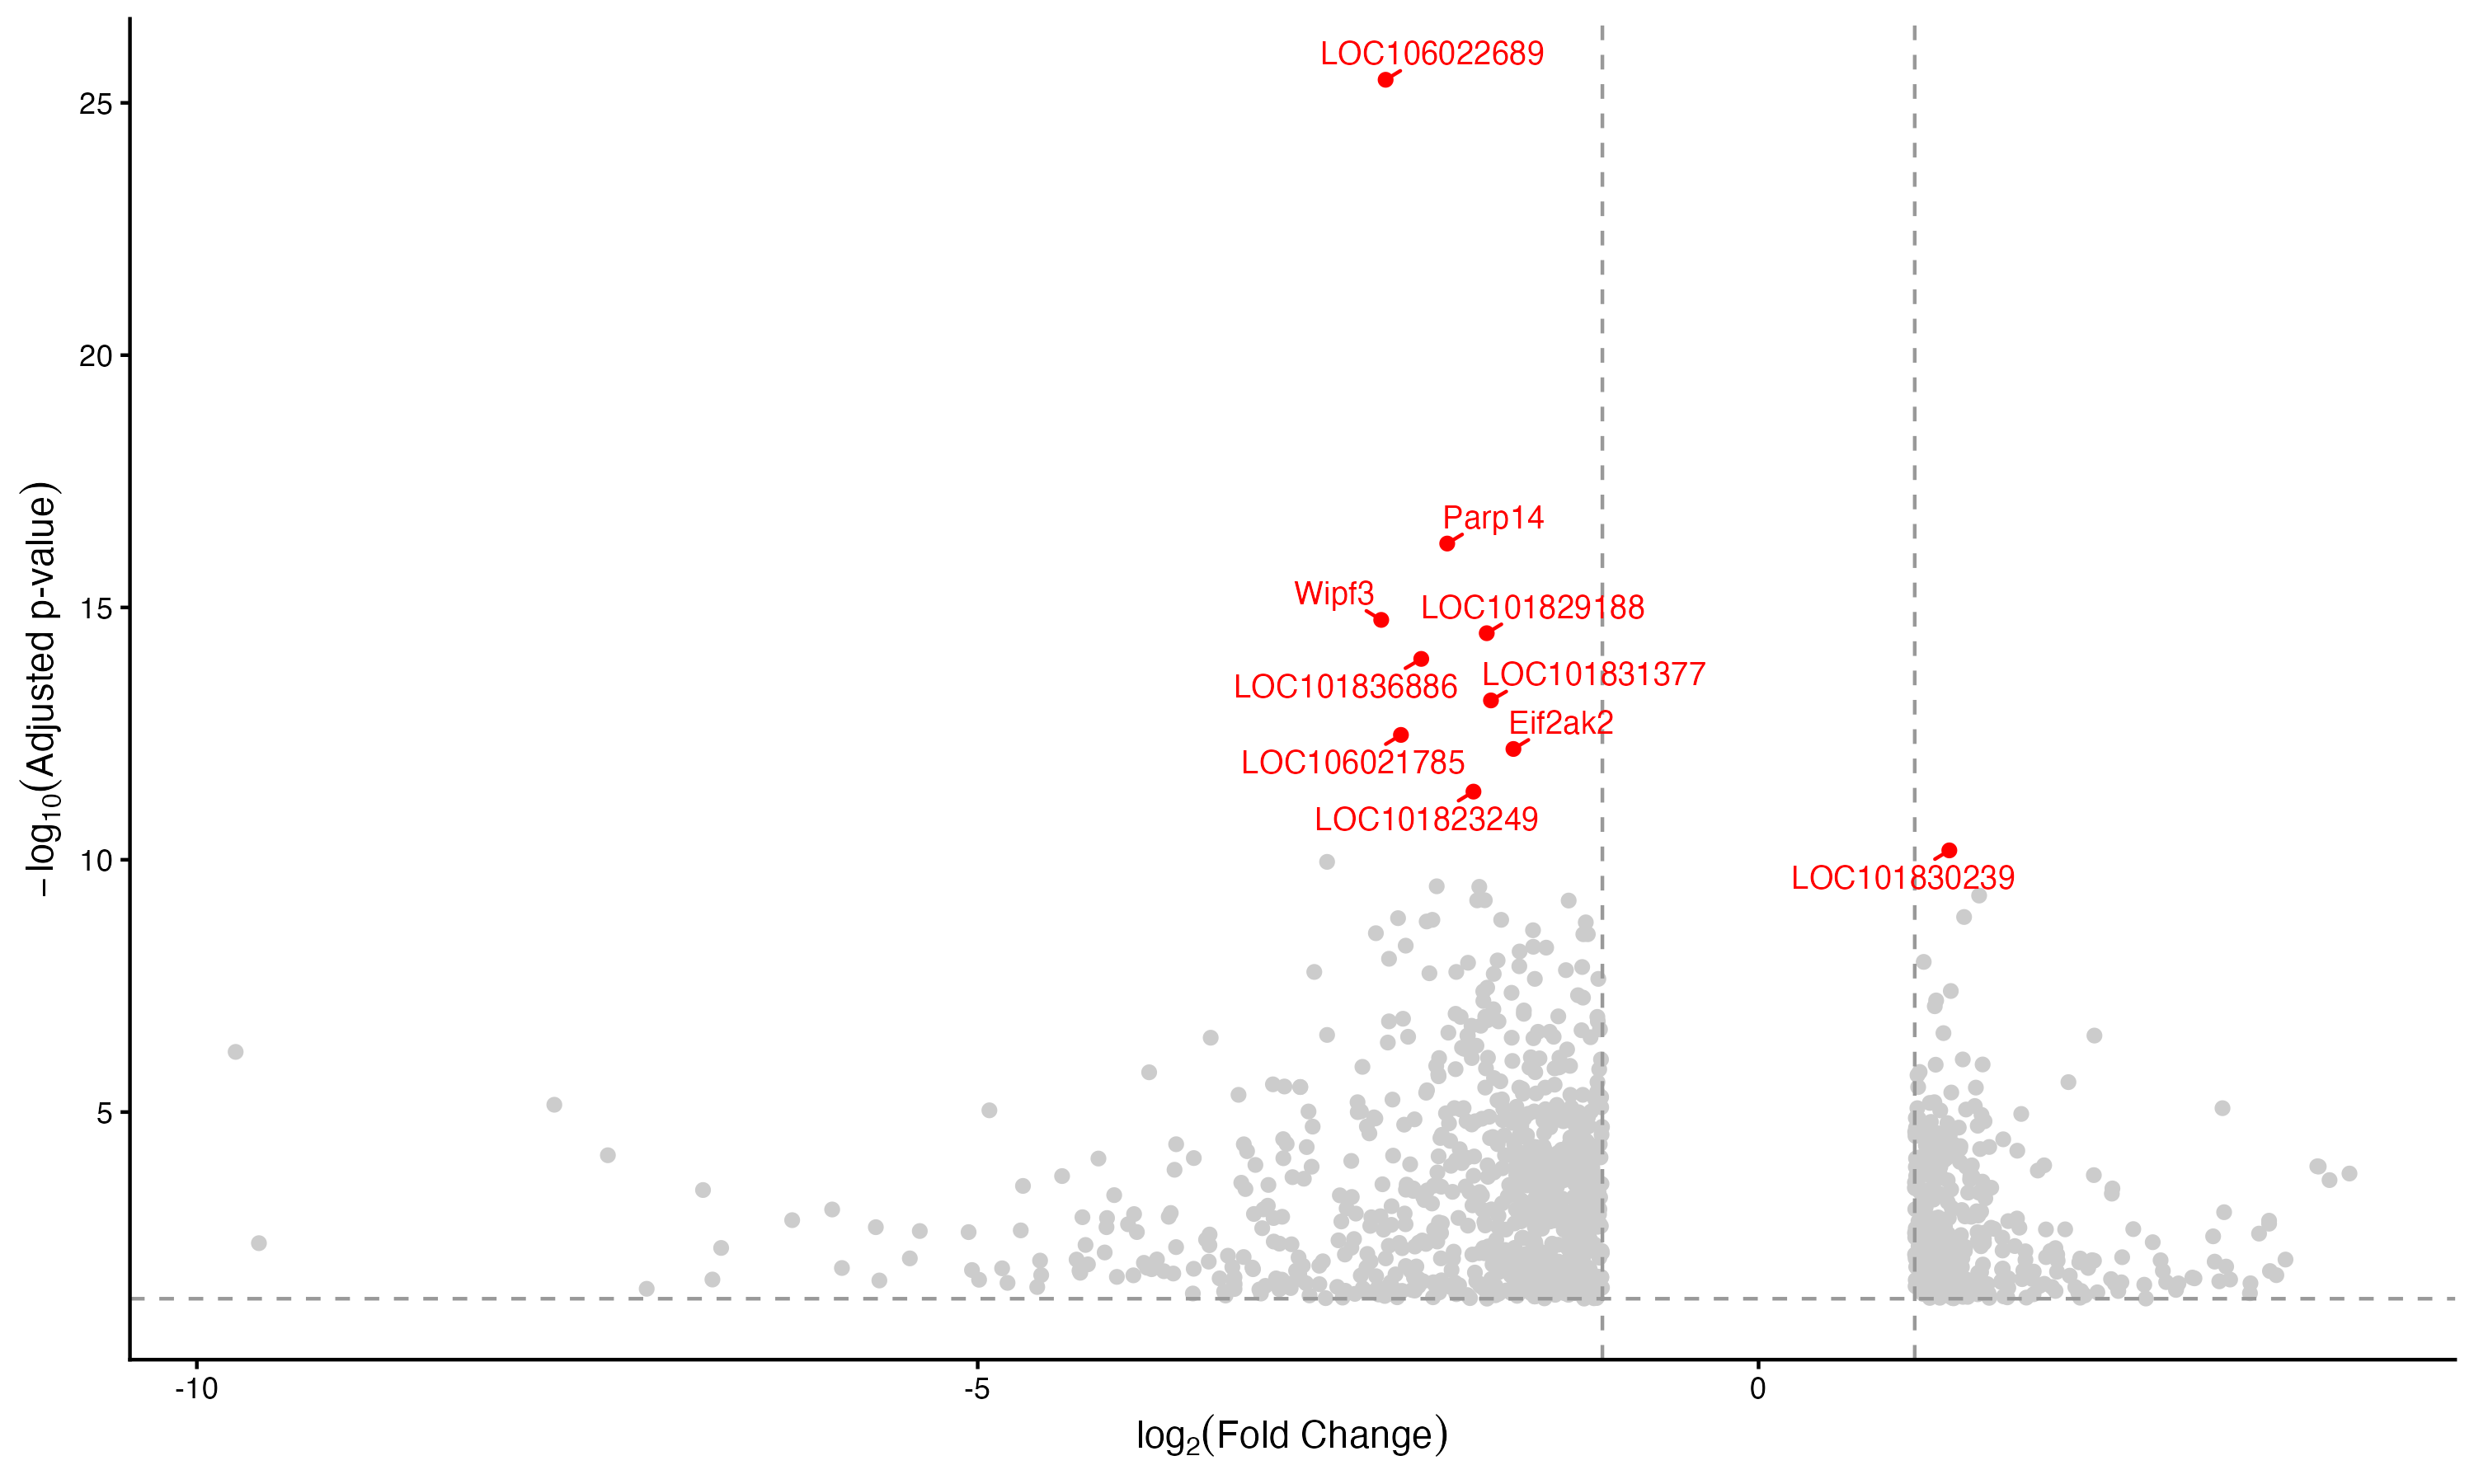 LOC106022689
25
20
Parp14
Wipf3
15
LOC101829188
LOC101836886
LOC101831377
Eif2ak2
LOC106021785
LOC101823249
10
LOC101830239
5
−log10(Adjusted p-value)
-10
-5
0
log2(Fold Change)